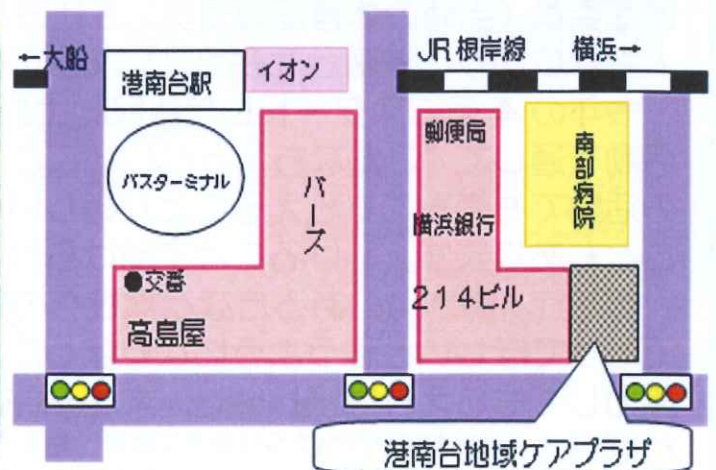 ←大船
港南台駅
イオン
JR 根岸線
横浜→
バスターミナル
バーズ
郵便局
南部病院
横浜銀行
●交番
高島屋
214ビル
港南台地域ケアプラザ